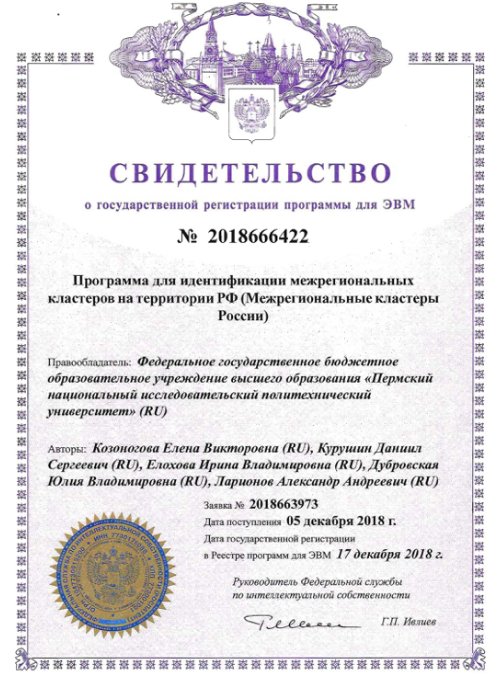 СВИДЕТЕЛЬСТВО
о государственной регистрации программы для ЭВМ
№ 2018666422
Программа для идентификации межрегиональных
кластеров на территории РФ (Межрегиональные кластеры
России)
Правообладатель: Федеральное государственное бюджетное
образовательное учреждение высшего образования «Пермский
национальный исследовательский политехнический
университет» (RU)
Авторы: Козоногова Елена Викторовна (RU), Курушин Даниил
Сергеевич (RU), Елохова Ирина Владимировна (RU), Дубровская
Юлия Владимировна (RU), Ларионов Александр Андреевич (RU)
Заявка № 2018663973
Дата поступления 05 декабря 2018 г.
Дата государственной регистрации
в Реестре программ для ЭВМ 17 декабря 2018 г.
Руководитель Федеральной службы
по интеллектуальной собственности
Г.П. Ивлиев